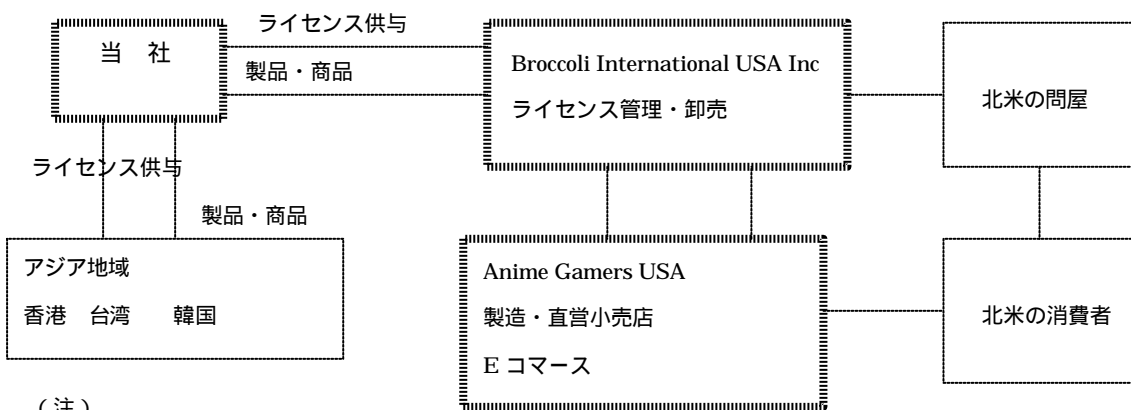 ライセンス供与
当 社
製品・商品
Broccoli International USA Inc
ライセンス管理・卸売
北米の問屋
ライセンス供与
製品・商品
アジア地域
香港 台湾 韓国
Anime Gamers USA
製造・直営小売店
E コマース
北米の消費者
(注)